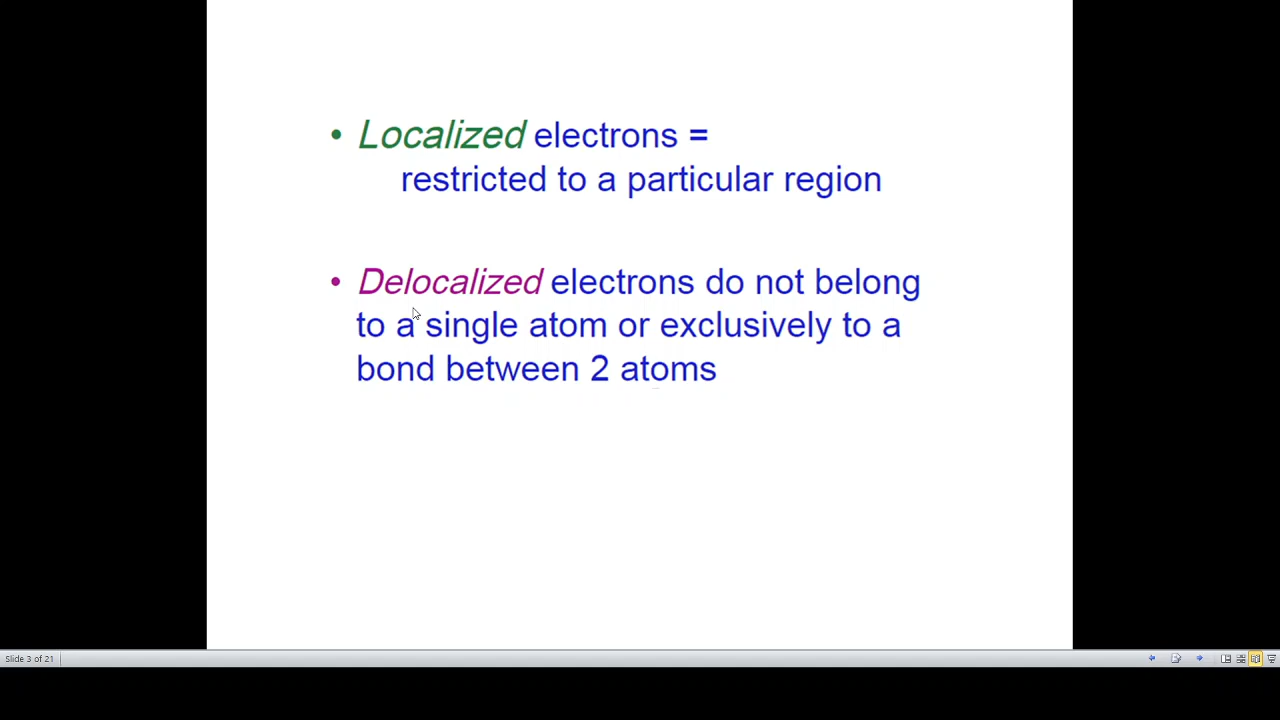 • Localized electrons =
restricted to a particular region
• Delocalized electrons do not belong
to a single atom or exclusively to a
bond between 2 atoms
Slide 3 of 21